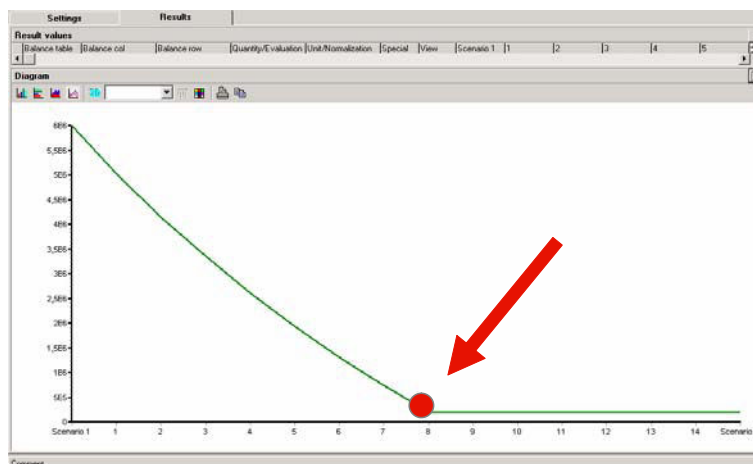 Settings Results
Result values
Balance table Balance col Balance row Quantity/Evaluation Unit/Normalization Special View Scenario 1 1 2 3 4 5
Diagram
6E6
5,5E6
5E6
4,5E6
4E6
3,5E6
3E6
2,5E6
2E6
1,5E6
1E6
5E5
0
Scenario 1 1 2 3 4 5 6 7 8 9 10 11 12 13 14 Scenario
Comment